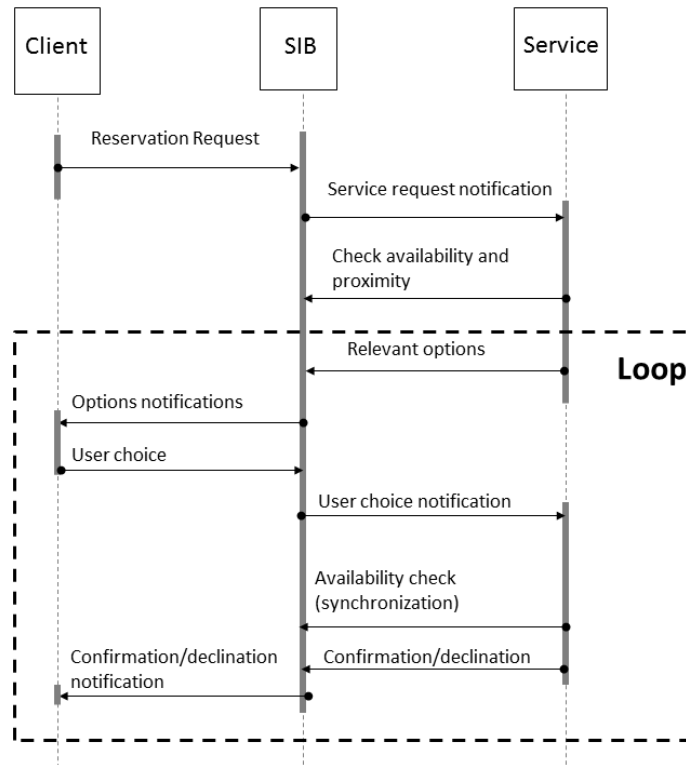 Client
SIB
Service
Reservation Request
Service request notification
Check availability and
proximity
Relevant options
Loop
Options notifications
User choice
User choice notification
Availability check
(synchronization)
Confirmation/declination
notification
Confirmation/declination